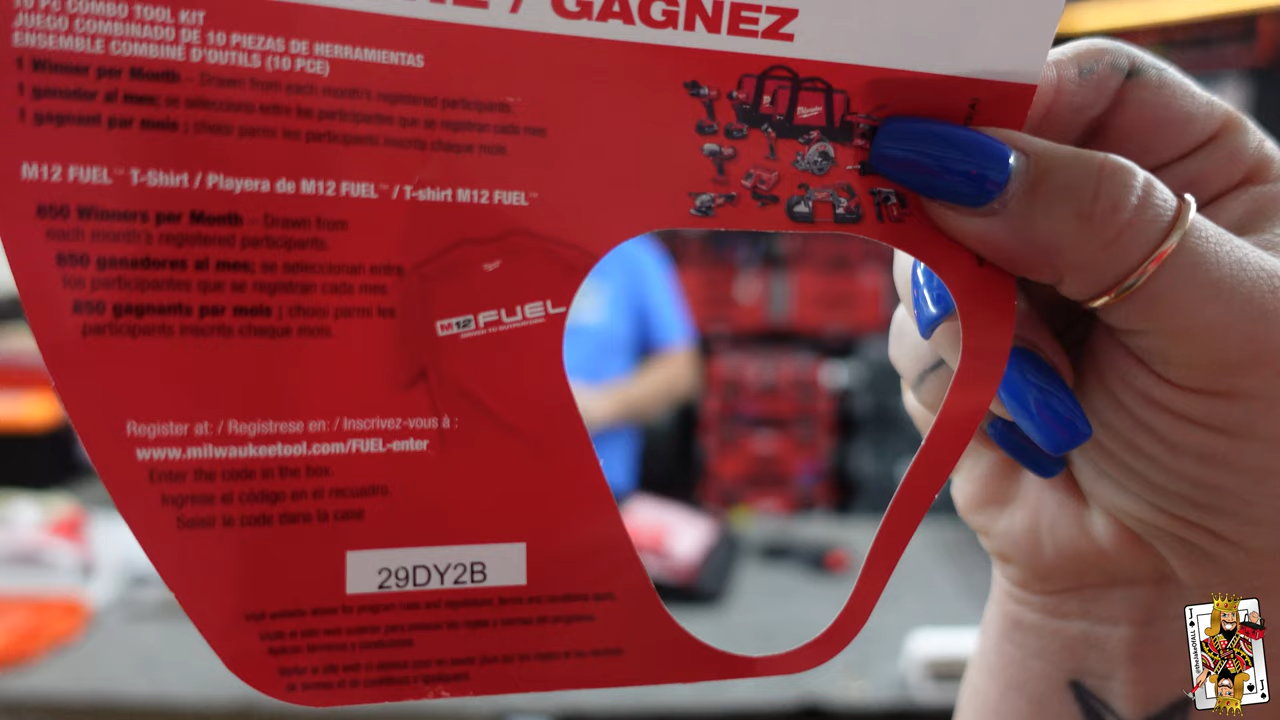 / GAGNEZ
10 Pc COMBO TOOL KIT
JUEGO COMBINADO DE 10 PIEZAS DE HERRAMIENTAS
ENSEMBLE COMBINÉ D'OUTILS (10 PCE)
1 Winner per Month – Drawn from each month's registered participants.
1 ganador al mes; se selecciona entre los participantes que se registran cada mes
1 gagnant par mois ; choisi parmi les participants inscrits chaque mois.
M12 FUEL™ T-Shirt / Playera de M12 FUEL™ / T-shirt M12 FUEL™
850 Winners per Month – Drawn from
each month's registered participants.
850 ganadores al mes; se seleccionan entre
los participantes que se registran cada mes
850 gagnants par mois ; choisi parmi les
participants inscrits chaque mois.
M12 FUEL
Register at: / Registrese en: / Inscrivez-vous à :
www.milwaukeetool.com/FUEL-enter
Enter the code in the box.
Ingrese el código en el recuadro.
Saisir le code dans la case
29DY2B